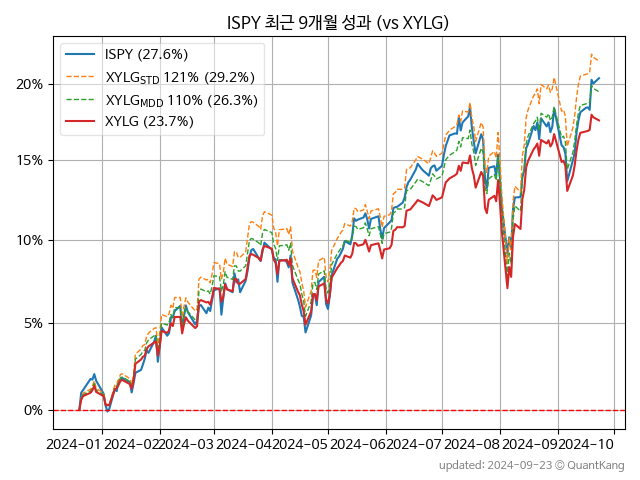 ISPY 최근 9개월 성과 (vs XYLG)
ISPY (27.6%)
XYLG_STD 121% (29.2%)
XYLG_MDD 110% (26.3%)
XYLG (23.7%)
20%
15%
10%
5%
0%
2024-01 2024-02 2024-03 2024-04 2024-05 2024-06 2024-07 2024-08 2024-09 2024-10
updated: 2024-09-23 © QuantKang